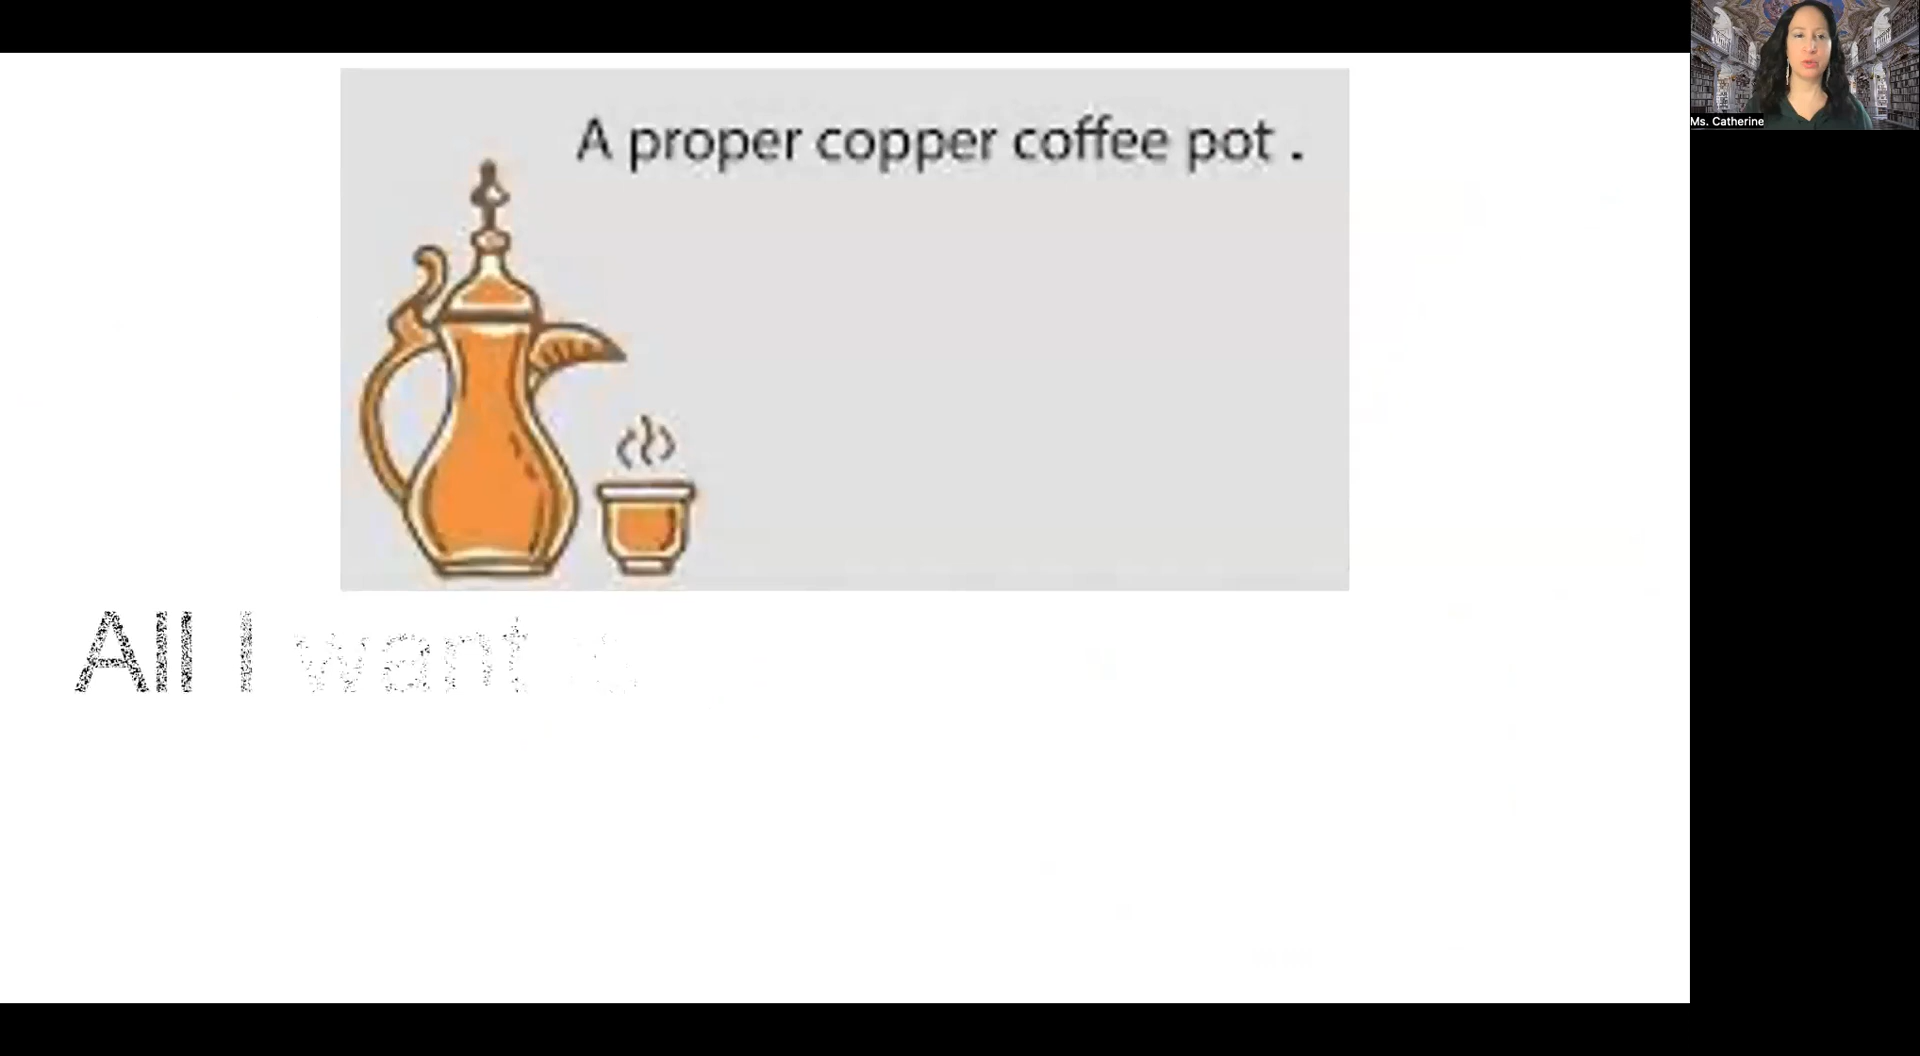 A proper copper coffee pot .
Ms. Catherine
All I want